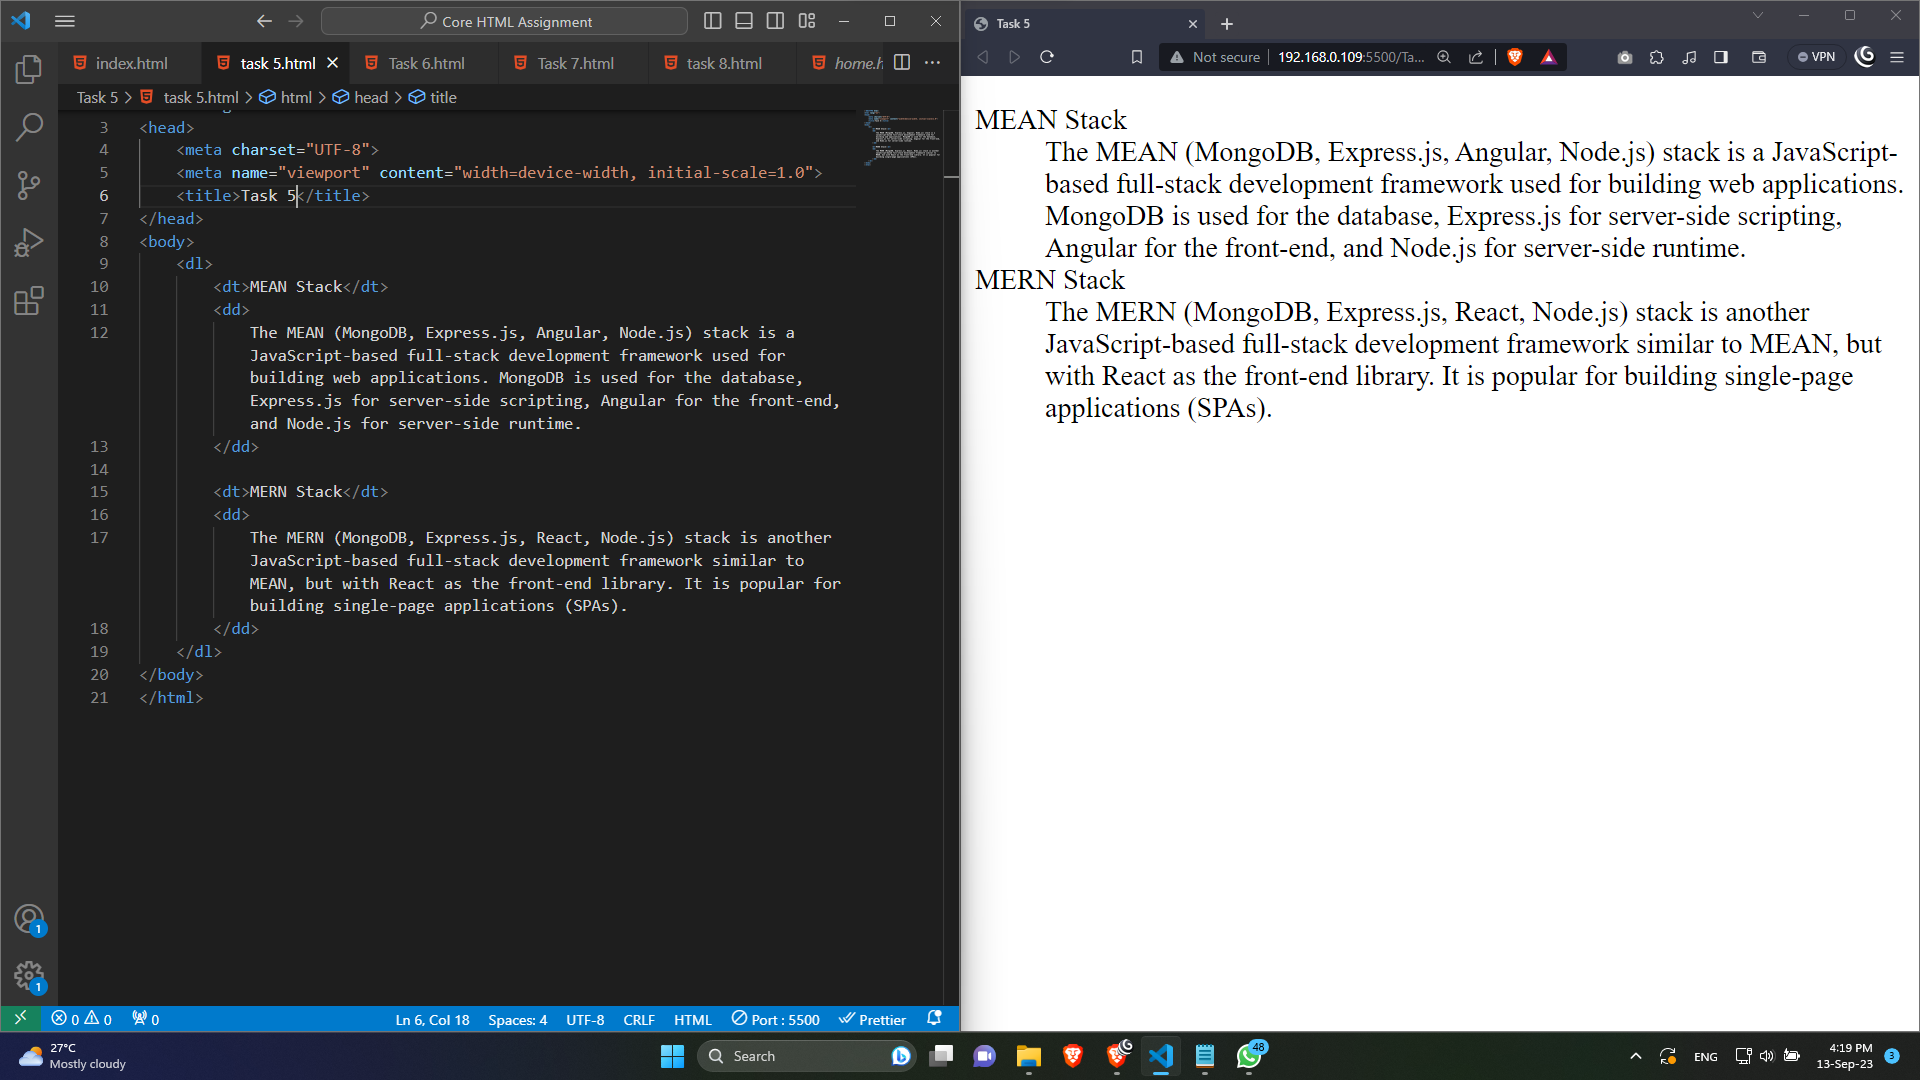 Core HTML Assignment
index.html
task 5.html
Task 6.html
Task 7.html
task 8.html
home.h
Task 5 > task 5.html > html > head > title
3 <head>
4 <meta charset="UTF-8">
5 <meta name="viewport" content="width=device-width, initial-scale=1.0">
6 <title>Task 5</title>
7 </head>
8 <body>
9 <dl>
10 <dt>MEAN Stack</dt>
11 <dd>
12 The MEAN (MongoDB, Express.js, Angular, Node.js) stack is a
JavaScript-based full-stack development framework used for
building web applications. MongoDB is used for the database,
Express.js for server-side scripting, Angular for the front-end,
and Node.js for server-side runtime.
13 </dd>
14
15 <dt>MERN Stack</dt>
16 <dd>
17 The MERN (MongoDB, Express.js, React, Node.js) stack is another
JavaScript-based full-stack development framework similar to
MEAN, but with React as the front-end library. It is popular for
building single-page applications (SPAs).
18 </dd>
19 </dl>
20 </body>
21 </html>
1
1
0 0 0
Ln 6, Col 18
Spaces: 4
UTF-8
CRLF
HTML
Port : 5500
Prettier
Task 5
Not secure
192.168.0.109:5500/Ta...
VPN
MEAN Stack
The MEAN (MongoDB, Express.js, Angular, Node.js) stack is a JavaScript-
based full-stack development framework used for building web applications.
MongoDB is used for the database, Express.js for server-side scripting,
Angular for the front-end, and Node.js for server-side runtime.
MERN Stack
The MERN (MongoDB, Express.js, React, Node.js) stack is another
JavaScript-based full-stack development framework similar to MEAN, but
with React as the front-end library. It is popular for building single-page
applications (SPAs).
27°C
Mostly cloudy
Search
48
ENG
4:19 PM
13-Sep-23
3